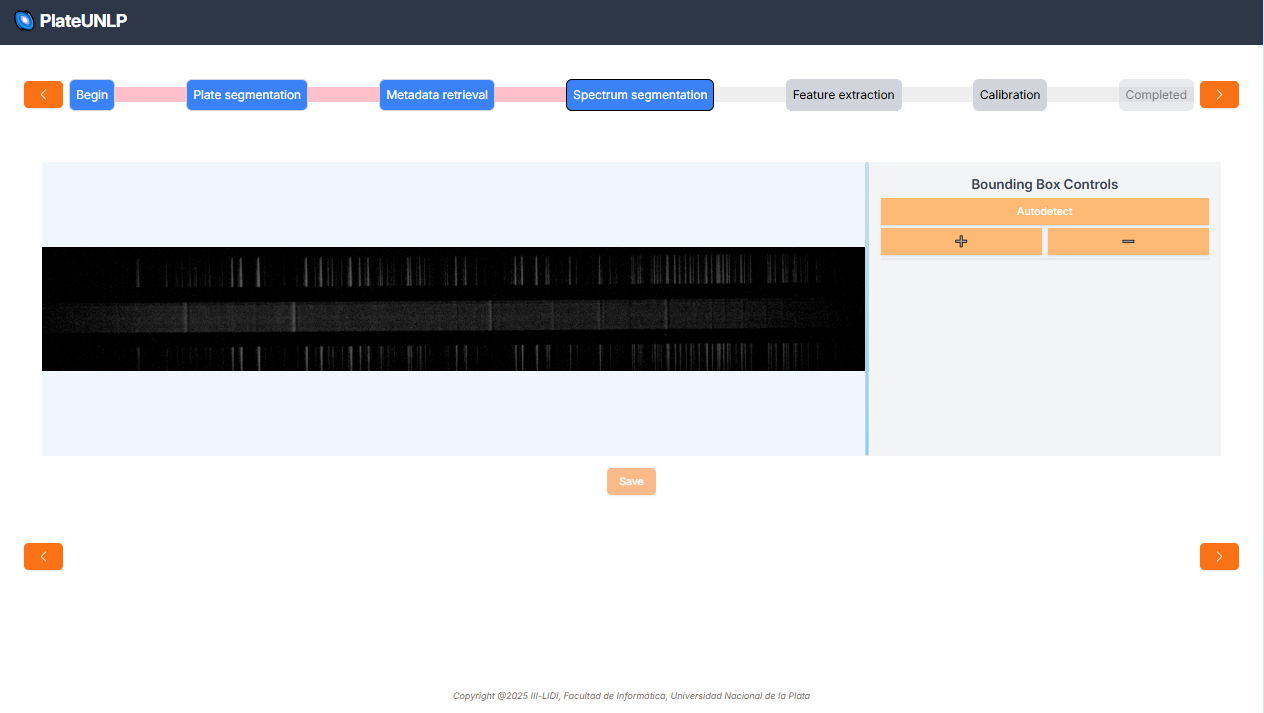 PlateUNLP
Begin
Plate segmentation
Metadata retrieval
Spectrum segmentation
Feature extraction
Calibration
Completed
Bounding Box Controls
Autodetect
Save
Copyright @2025 III-LIDI, Facultad de Informática, Universidad Nacional de la Plata